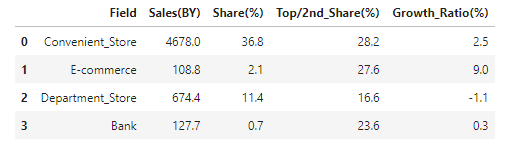 Field Sales(BY) Share(%) Top/2nd_Share(%) Growth_Ratio(%)
0 Convenient_Store 4678.0 36.8 28.2 2.5
1 E-commerce 108.8 2.1 27.6 9.0
2 Department_Store 674.4 11.4 16.6 -1.1
3 Bank 127.7 0.7 23.6 0.3